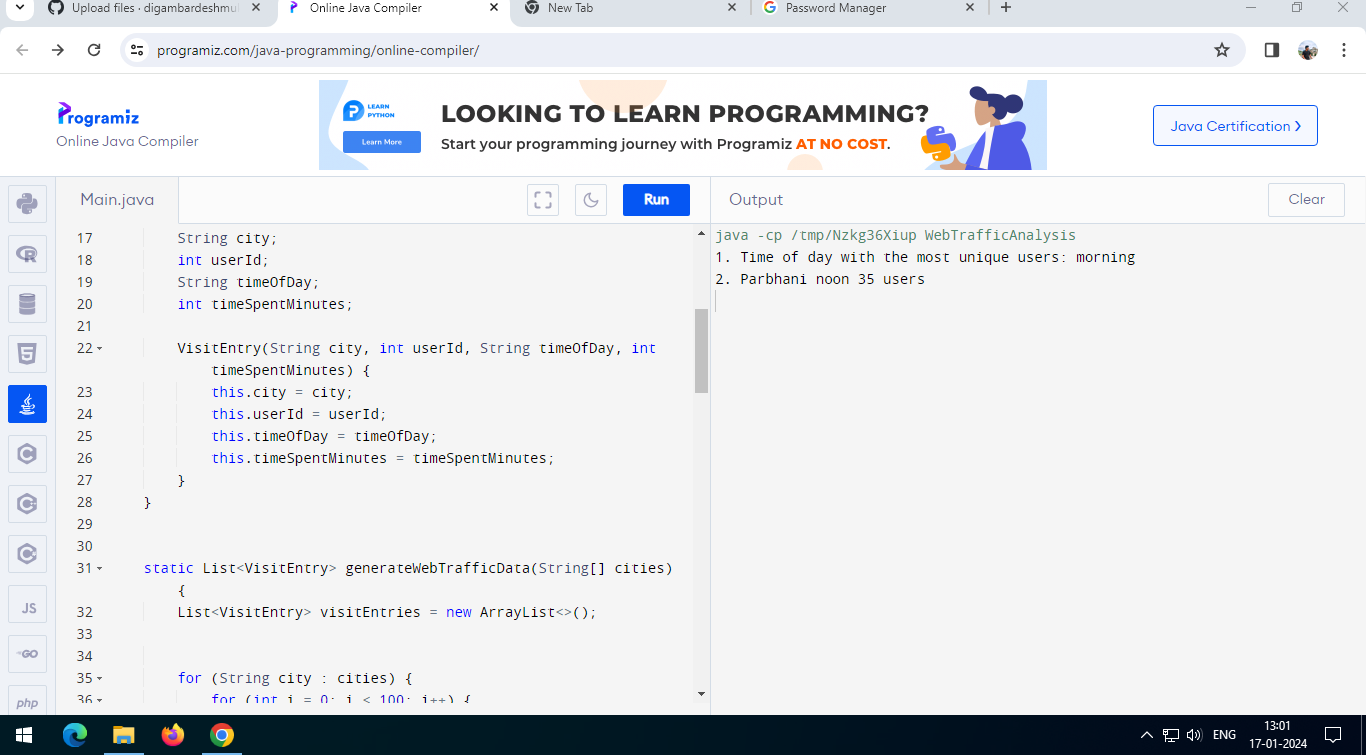 Upload files · digambardeshmu
Online Java Compiler
New Tab
Password Manager
programiz.com/java-programming/online-compiler/
Programiz
Online Java Compiler
LEARN
PYTHON
Learn More
LOOKING TO LEARN PROGRAMMING?
Start your programming journey with Programiz AT NO COST.
Java Certification
Main.java
Run
Output
Clear
17 String city;
18 int userId;
19 String timeOfDay;
20 int timeSpentMinutes;
21
22 VisitEntry(String city, int userId, String timeOfDay, int
timeSpentMinutes) {
23 this.city = city;
24 this.userId = userId;
25 this.timeOfDay = timeOfDay;
26 this.timeSpentMinutes = timeSpentMinutes;
27 }
28 }
29
30
31 static List<VisitEntry> generateWebTrafficData(String[] cities)
{
32 List<VisitEntry> visitEntries = new ArrayList<>();
33
34
35 for (String city : cities) {
36 for (int i = 0; i < 100; i++) {
java -cp /tmp/Nzkg36Xiup WebTrafficAnalysis
1. Time of day with the most unique users: morning
2. Parbhani noon 35 users
JS
GO
php
ENG
13:01
17-01-2024